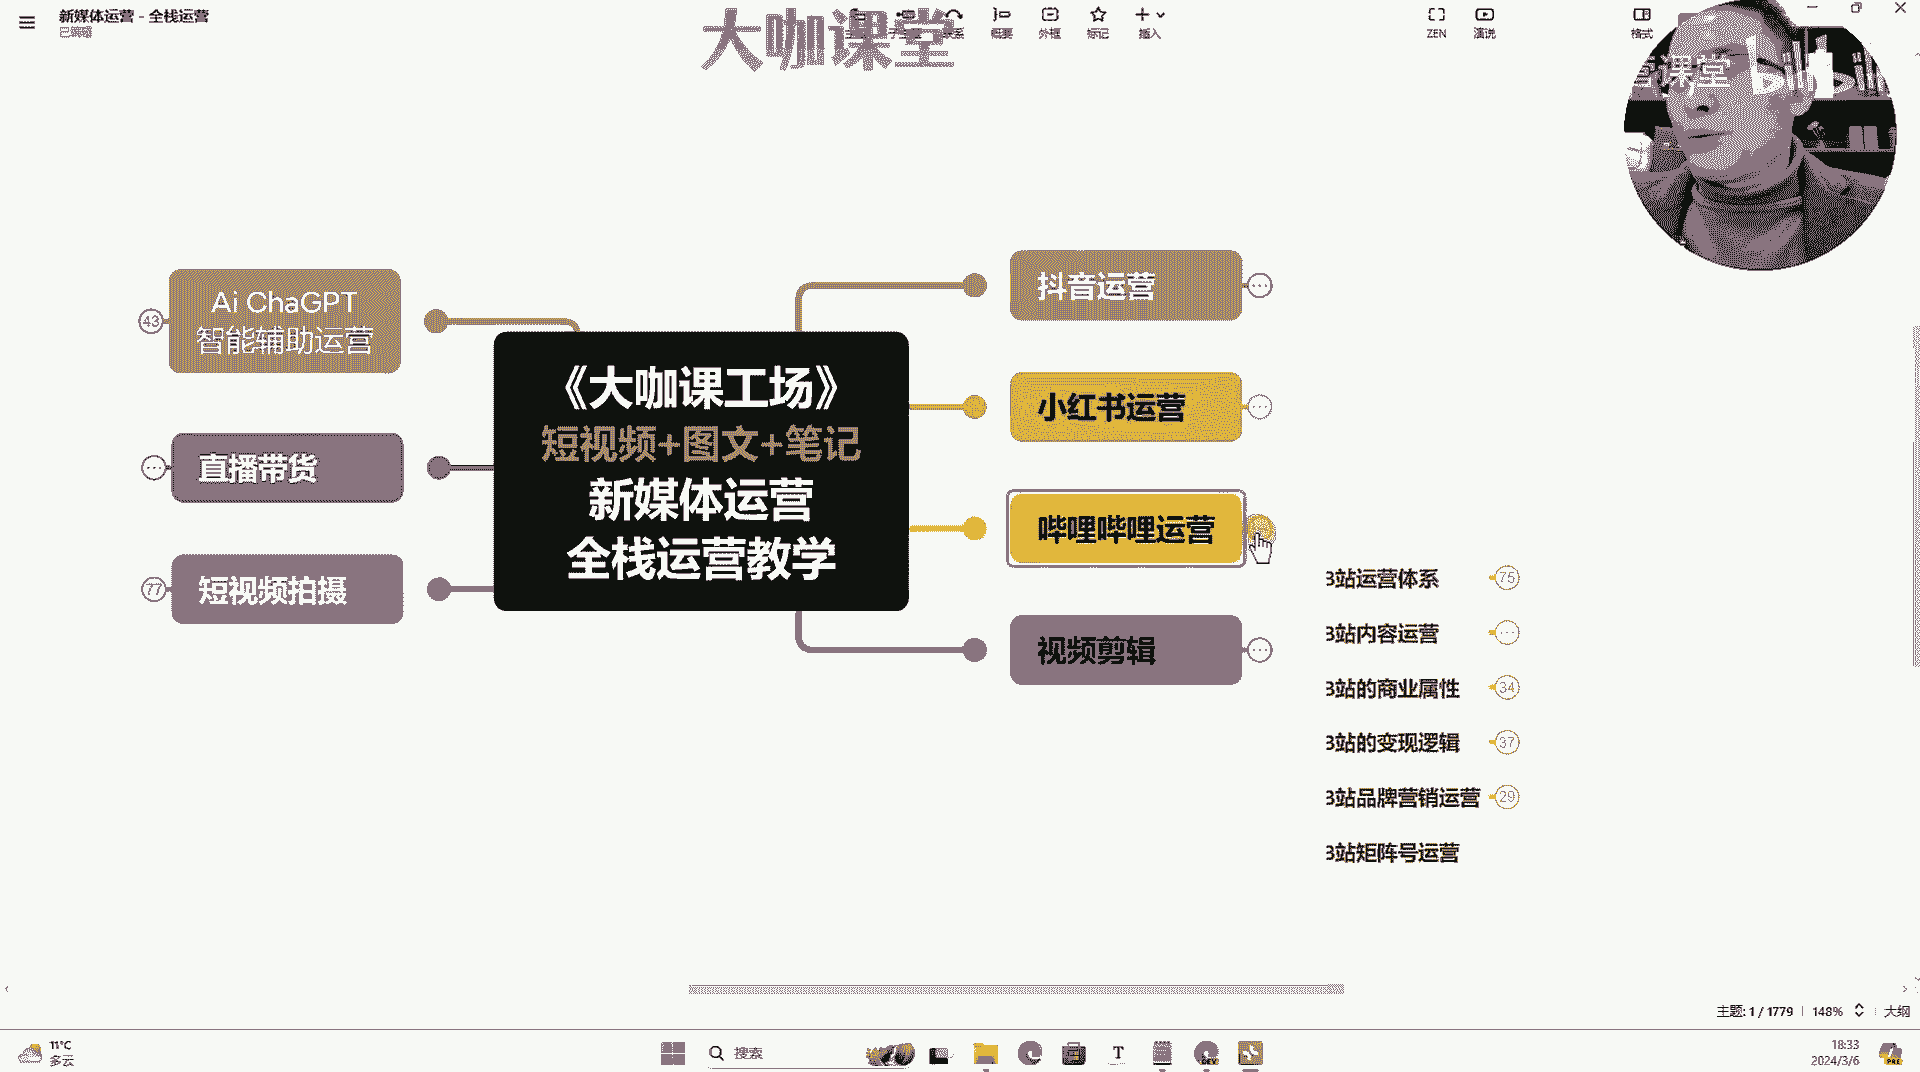 新媒体运营 - 全栈运营
已编辑
大咖课堂
概要
外框
标记
插入
ZEN
演说
格式
课堂 bilibili
Ai ChaGPT
智能辅助运营
43
直播带货
短视频拍摄
77
《大咖课工场》
短视频+图文+笔记
新媒体运营
全栈运营教学
抖音运营
小红书运营
哔哩哔哩运营
视频剪辑
B站运营体系
75
B站内容运营
B站的商业属性
34
B站的变现逻辑
37
B站品牌营销运营
29
B站矩阵号运营
主题: 1 / 1779
148%
大纲
11°C
多云
搜索
18:33
2024/3/6